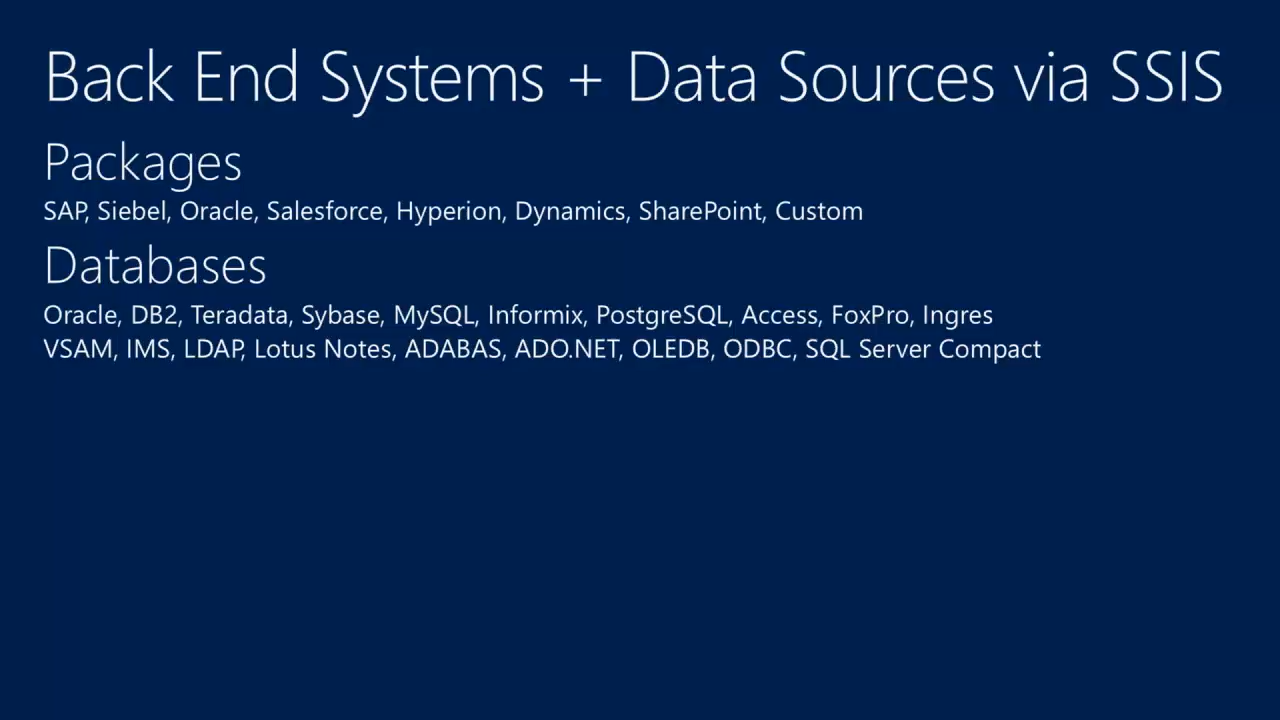 Back End Systems + Data Sources via SSIS
Packages
SAP, Siebel, Oracle, Salesforce, Hyperion, Dynamics, SharePoint, Custom
Databases
Oracle, DB2, Teradata, Sybase, MySQL, Informix, PostgreSQL, Access, FoxPro, Ingres
VSAM, IMS, LDAP, Lotus Notes, ADABAS, ADO.NET, OLEDB, ODBC, SQL Server Compact